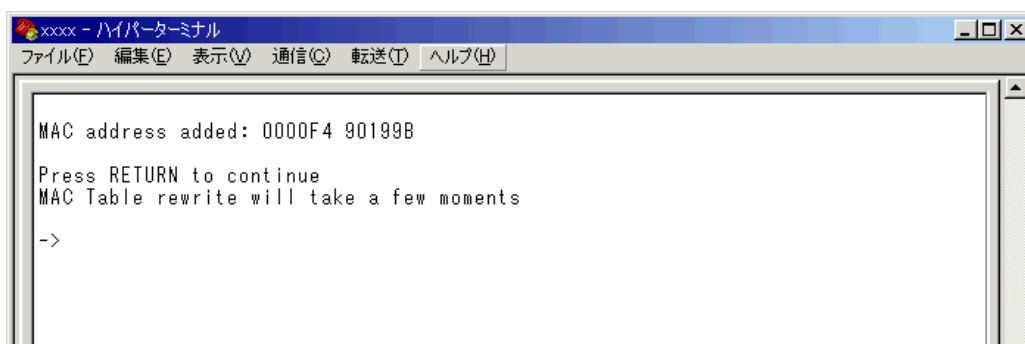 xxxx - ハイパーターミナル
ファイル(F) 編集(E) 表示(V) 通信(C) 転送(T) ヘルプ(H)
MAC address added: 0000F4 90199B
Press RETURN to continue
MAC Table rewrite will take a few moments
->